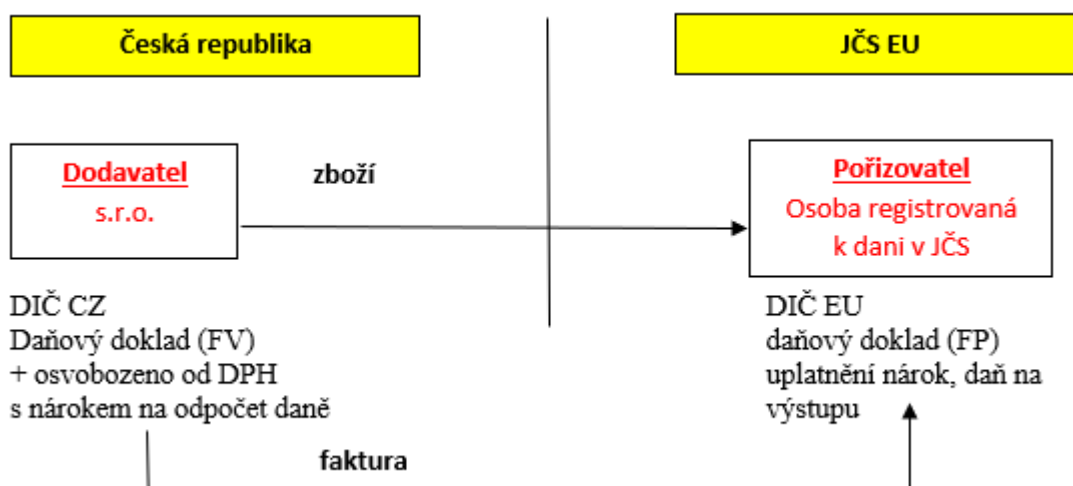 Česká republika
JČS EU
Dodavatel
s.r.o.
zboží
Pořizovatel
Osoba registrovaná
k dani v JČS
DIČ CZ
Daňový doklad (FV)
+ osvobozeno od DPH
s nárokem na odpočet daně
DIČ EU
daňový doklad (FP)
uplatnění nárok, daň na
výstupu
faktura